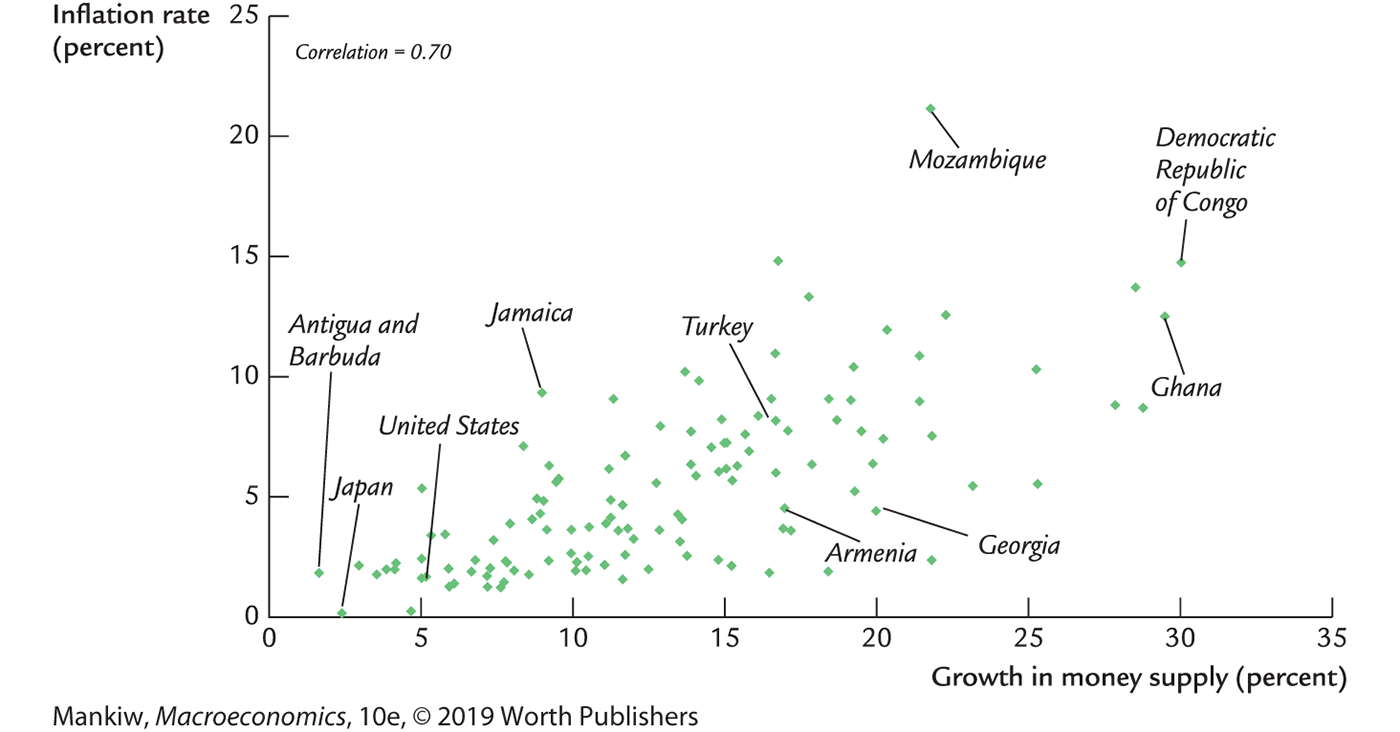 Inflation rate
(percent)
25
Correlation = 0.70
20
Mozambique
Democratic
Republic
of Congo
15
Antigua and
Barbuda
Jamaica
Turkey
10
Ghana
United States
Japan
5
Armenia
Georgia
0
0 5 10 15 20 25 30 35
Growth in money supply (percent)
Mankiw, Macroeconomics, 10e, © 2019 Worth Publishers